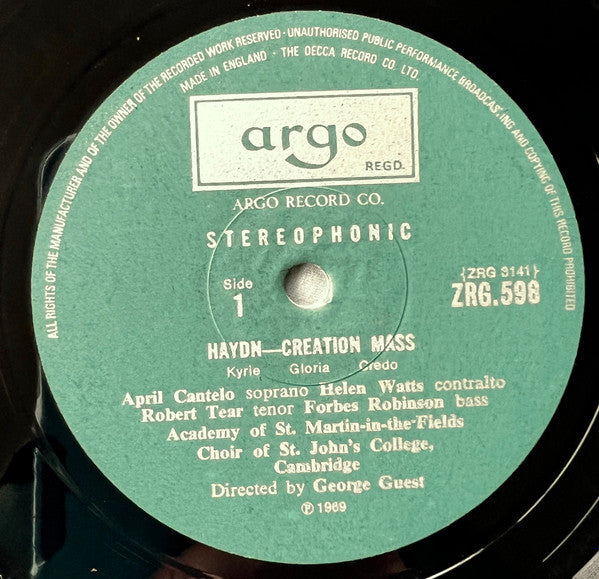 ALL RIGHTS OF THE MANUFACTURER AND OF THE OWNER OF THE RECORDED WORK RESERVED · UNAUTHORISED PUBLIC PERFORMANCE BROADCASTING AND COPYING OF THIS RECORD PROHIBITED
MADE IN ENGLAND · THE DECCA RECORD CO. LTD.
argo
REGD.
ARGO RECORD CO.
STEREOPHONIC
Side
1
{ZRG 9141}
ZRG.598
HAYDN—CREATION MASS
Kyrie Gloria Credo
April Cantelo soprano Helen Watts contralto
Robert Tear tenor Forbes Robinson bass
Academy of St. Martin-in-the-Fields
Choir of St. John's College,
Cambridge
Directed by George Guest
℗ 1969